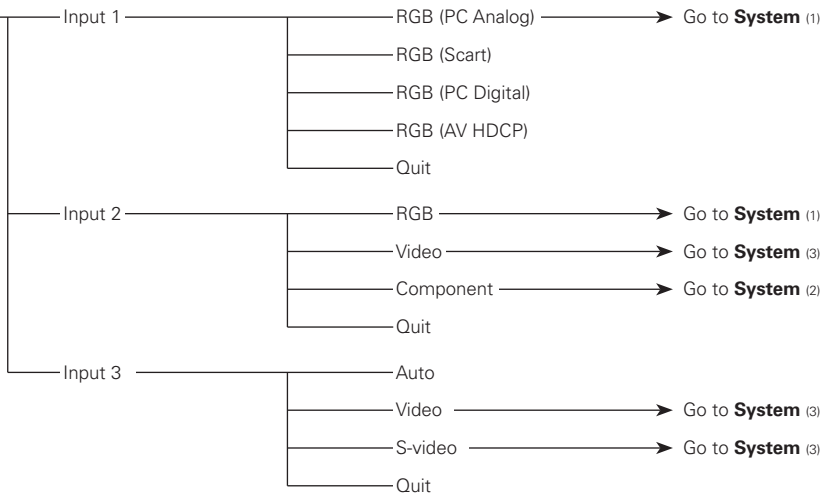 Input 1 RGB (PC Analog) Go to System (1)
RGB (Scart)
RGB (PC Digital)
RGB (AV HDCP)
Quit
Input 2 RGB Go to System (1)
Video Go to System (3)
Component Go to System (2)
Quit
Input 3 Auto
Video Go to System (3)
S-video Go to System (3)
Quit